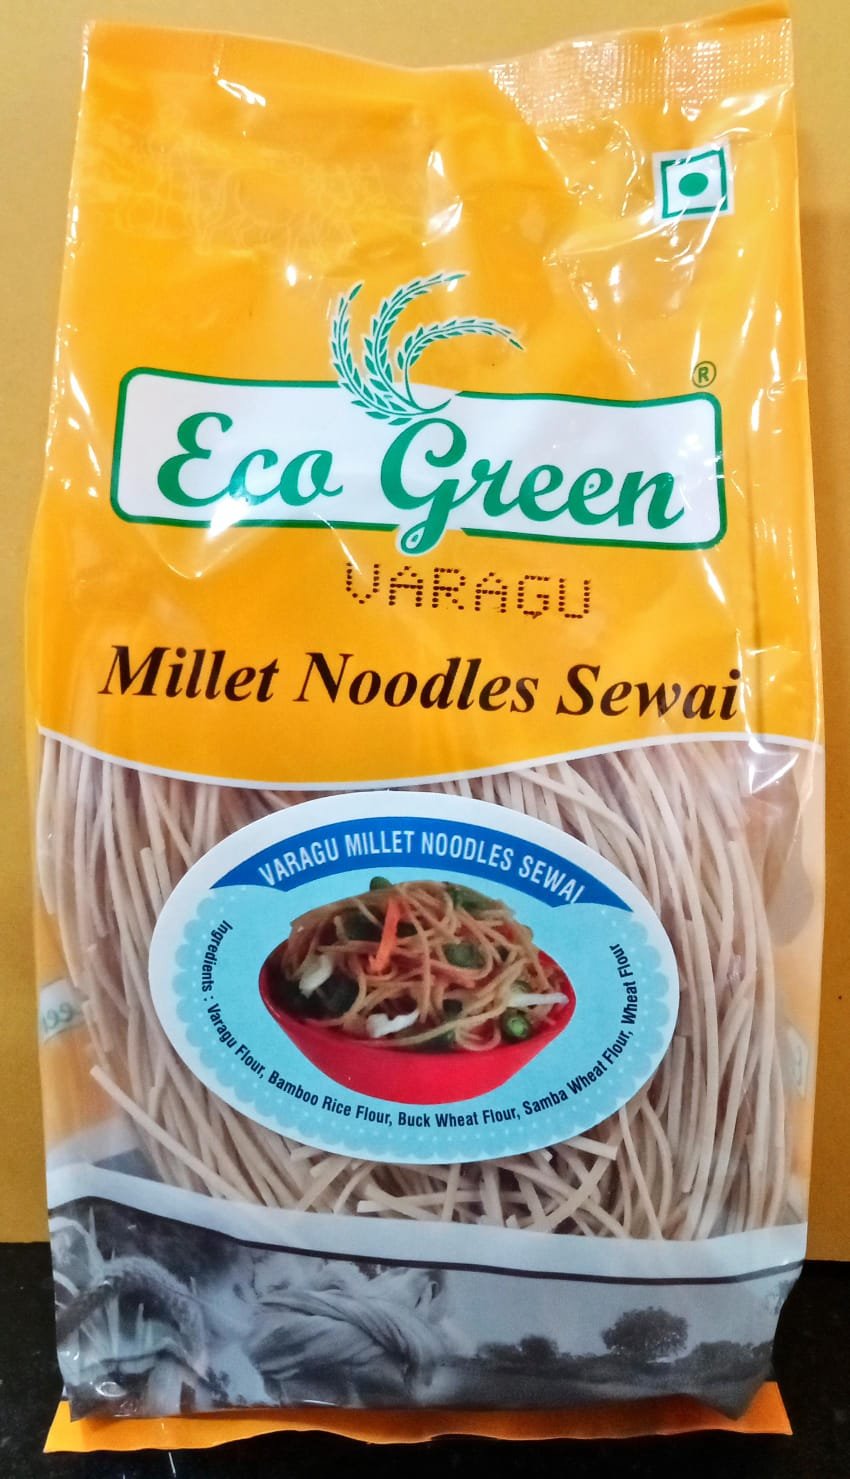 Eco Green ®
VARAGU
Millet Noodles Sewai
VARAGU MILLET NOODLES SEWAI
Ingredients : Varagu Flour, Bamboo Rice Flour, Buck Wheat Flour, Samba Wheat Flour, Wheat Flour